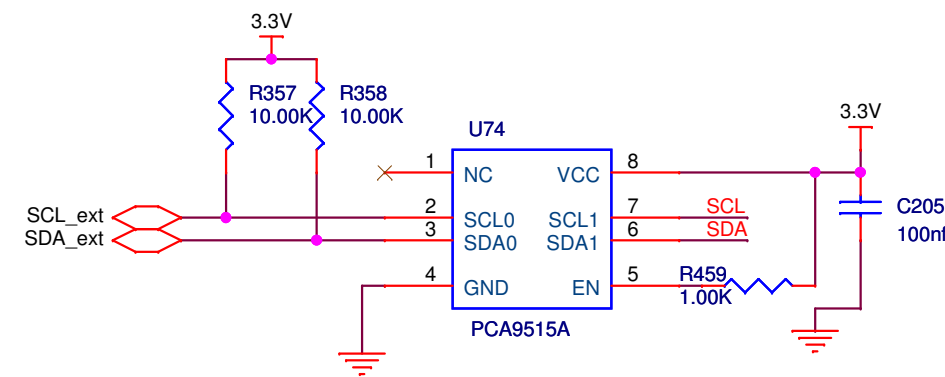 3.3V
R357
10.00K
R358
10.00K
U74
3.3V
1
NC
VCC
8
C205
100nf
SCL_ext
2
SCL0
SCL1
7
SCL
SDA_ext
3
SDA0
SDA1
6
SDA
4
GND
EN
5
R459
1.00K
PCA9515A